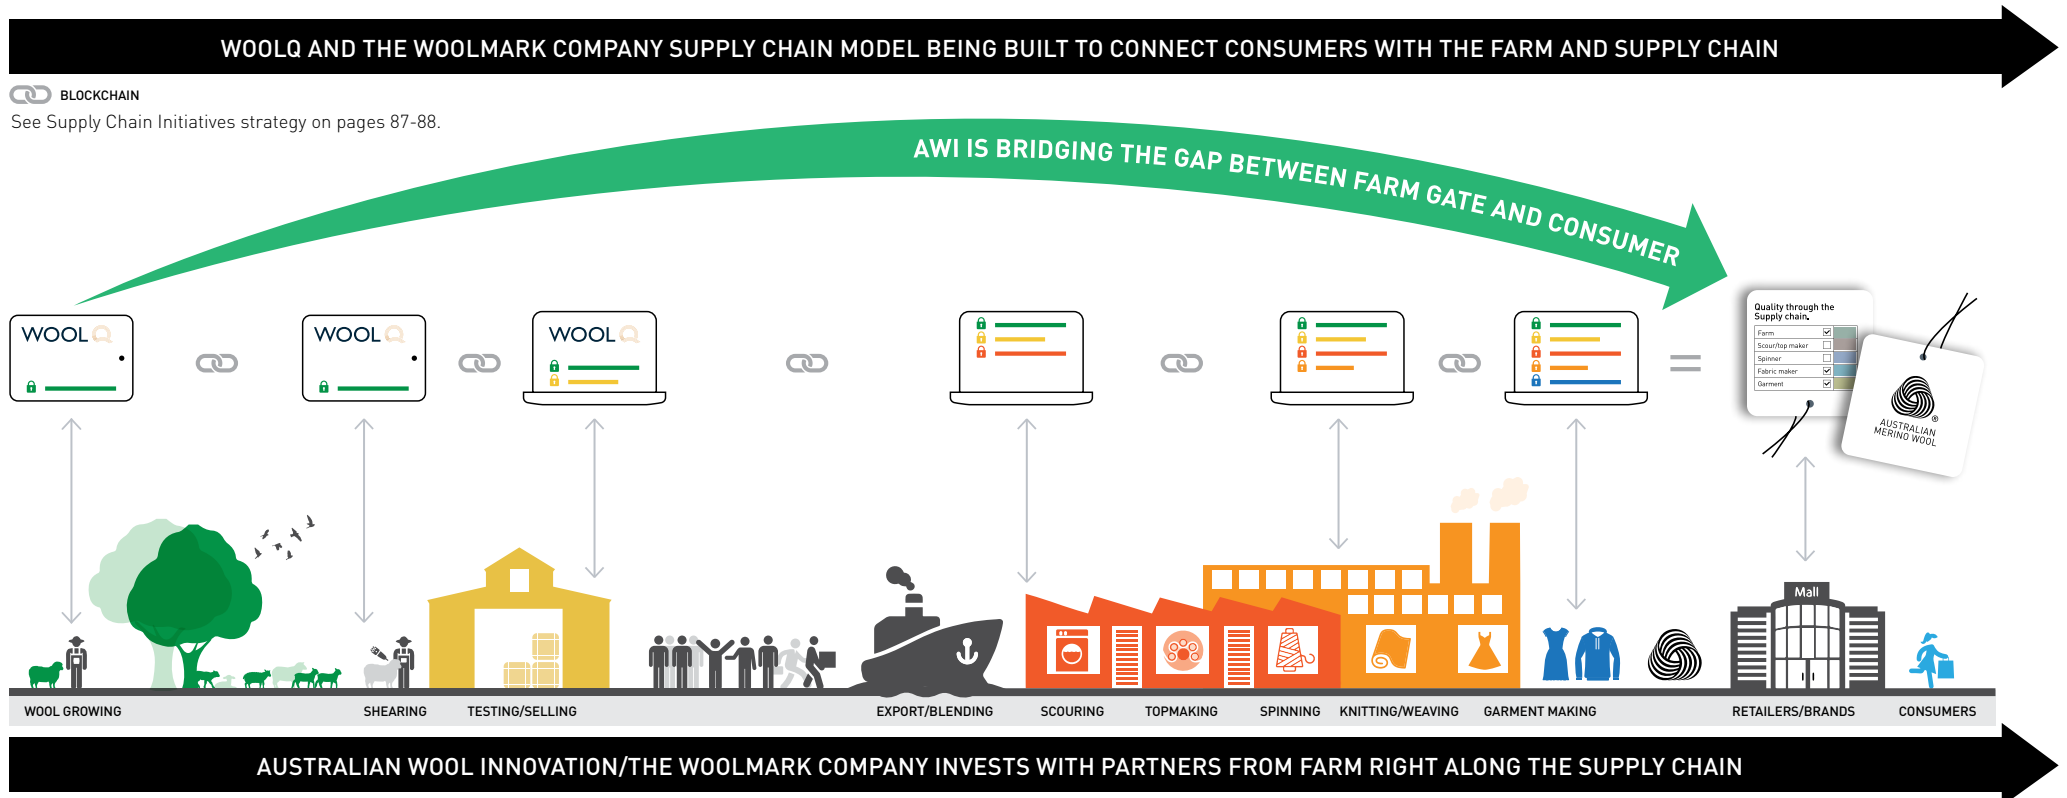 WOOLQ AND THE WOOLMARK COMPANY SUPPLY CHAIN MODEL BEING BUILT TO CONNECT CONSUMERS WITH THE FARM AND SUPPLY CHAIN
BLOCKCHAIN
See Supply Chain Initiatives strategy on pages 87-88.
AWI IS BRIDGING THE GAP BETWEEN FARM GATE AND CONSUMER
WOOLQ
WOOLQ
WOOLQ
Quality through the
Supply chain.
Farm
Scour/top maker
Spinner
Fabric maker
Garment
®
AUSTRALIAN
MERINO WOOL
Mall
WOOL GROWING
SHEARING
TESTING/SELLING
EXPORT/BLENDING
SCOURING
TOPMAKING
SPINNING
KNITTING/WEAVING
GARMENT MAKING
RETAILERS/BRANDS
CONSUMERS
AUSTRALIAN WOOL INNOVATION/THE WOOLMARK COMPANY INVESTS WITH PARTNERS FROM FARM RIGHT ALONG THE SUPPLY CHAIN